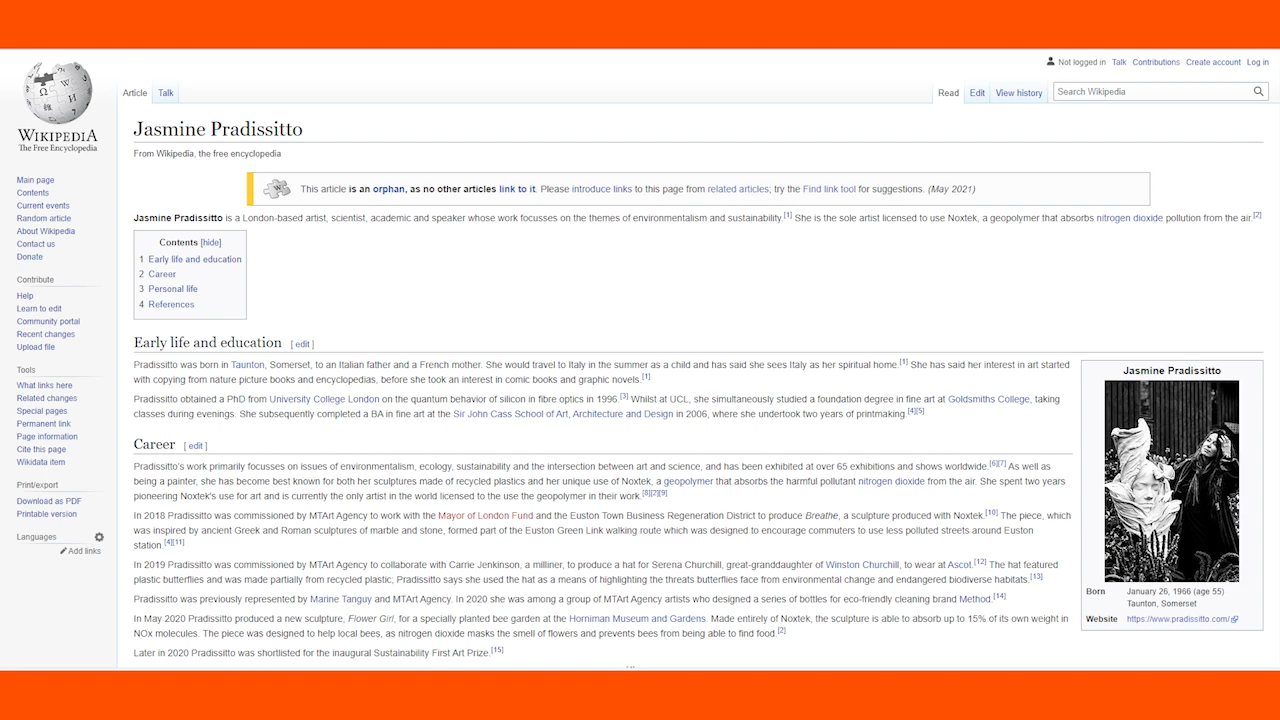 Not logged in Talk Contributions Create account Log in
Article Talk Read Edit View history Search Wikipedia
WIKIPEDIA
The Free Encyclopedia
Main page
Contents
Current events
Random article
About Wikipedia
Contact us
Donate
Contribute
Help
Learn to edit
Community portal
Recent changes
Upload file
Tools
What links here
Related changes
Special pages
Permanent link
Page information
Cite this page
Wikidata item
Print/export
Download as PDF
Printable version
Languages
Add links
Jasmine Pradissitto
From Wikipedia, the free encyclopedia
This article is an orphan, as no other articles link to it. Please introduce links to this page from related articles; try the Find link tool for suggestions. (May 2021)
Jasmine Pradissitto is a London-based artist, scientist, academic and speaker whose work focusses on the themes of environmentalism and sustainability.[1] She is the sole artist licensed to use Noxtek, a geopolymer that absorbs nitrogen dioxide pollution from the air.[2]
Contents [hide]
1 Early life and education
2 Career
3 Personal life
4 References
Early life and education [ edit ]
Pradissitto was born in Taunton, Somerset, to an Italian father and a French mother. She would travel to Italy in the summer as a child and has said she sees Italy as her spiritual home.[1] She has said her interest in art started
with copying from nature picture books and encyclopedias, before she took an interest in comic books and graphic novels.[1]
Pradissitto obtained a PhD from University College London on the quantum behavior of silicon in fibre optics in 1996.[3] Whilst at UCL, she simultaneously studied a foundation degree in fine art at Goldsmiths College, taking
classes during evenings. She subsequently completed a BA in fine art at the Sir John Cass School of Art, Architecture and Design in 2006, where she undertook two years of printmaking.[4][5]
Career [ edit ]
Pradissitto's work primarily focusses on issues of environmentalism, ecology, sustainability and the intersection between art and science, and has been exhibited at over 65 exhibitions and shows worldwide.[6][7] As well as
being a painter, she has become best known for both her sculptures made of recycled plastics and her unique use of Noxtek, a geopolymer that absorbs the harmful pollutant nitrogen dioxide from the air. She spent two years
pioneering Noxtek's use for art and is currently the only artist in the world licensed to the use the geopolymer in their work.[8][2][9]
In 2018 Pradissitto was commissioned by MTArt Agency to work with the Mayor of London Fund and the Euston Town Business Regeneration District to produce Breathe, a sculpture produced with Noxtek.[10] The piece, which
was inspired by ancient Greek and Roman sculptures of marble and stone, formed part of the Euston Green Link walking route which was designed to encourage commuters to use less polluted streets around Euston
station.[4][11]
In 2019 Pradissitto was commissioned by MTArt Agency to collaborate with Carrie Jenkinson, a milliner, to produce a hat for Serena Churchill, great-granddaughter of Winston Churchill, to wear at Ascot.[12] The hat featured
plastic butterflies and was made partially from recycled plastic; Pradissitto says she used the hat as a means of highlighting the threats butterflies face from environmental change and endangered biodiverse habitats.[13]
Pradissitto was previously represented by Marine Tanguy and MTArt Agency. In 2020 she was among a group of MTArt Agency artists who designed a series of bottles for eco-friendly cleaning brand Method.[14]
In May 2020 Pradissitto produced a new sculpture, Flower Girl, for a specially planted bee garden at the Horniman Museum and Gardens. Made entirely of Noxtek, the sculpture is able to absorb up to 15% of its own weight in
NOx molecules. The piece was designed to help local bees, as nitrogen dioxide masks the smell of flowers and prevents bees from being able to find food.[2]
Later in 2020 Pradissitto was shortlisted for the inaugural Sustainability First Art Prize.[15]
Jasmine Pradissitto
Born January 26, 1966 (age 55)
Taunton, Somerset
Website https://www.pradissitto.com/